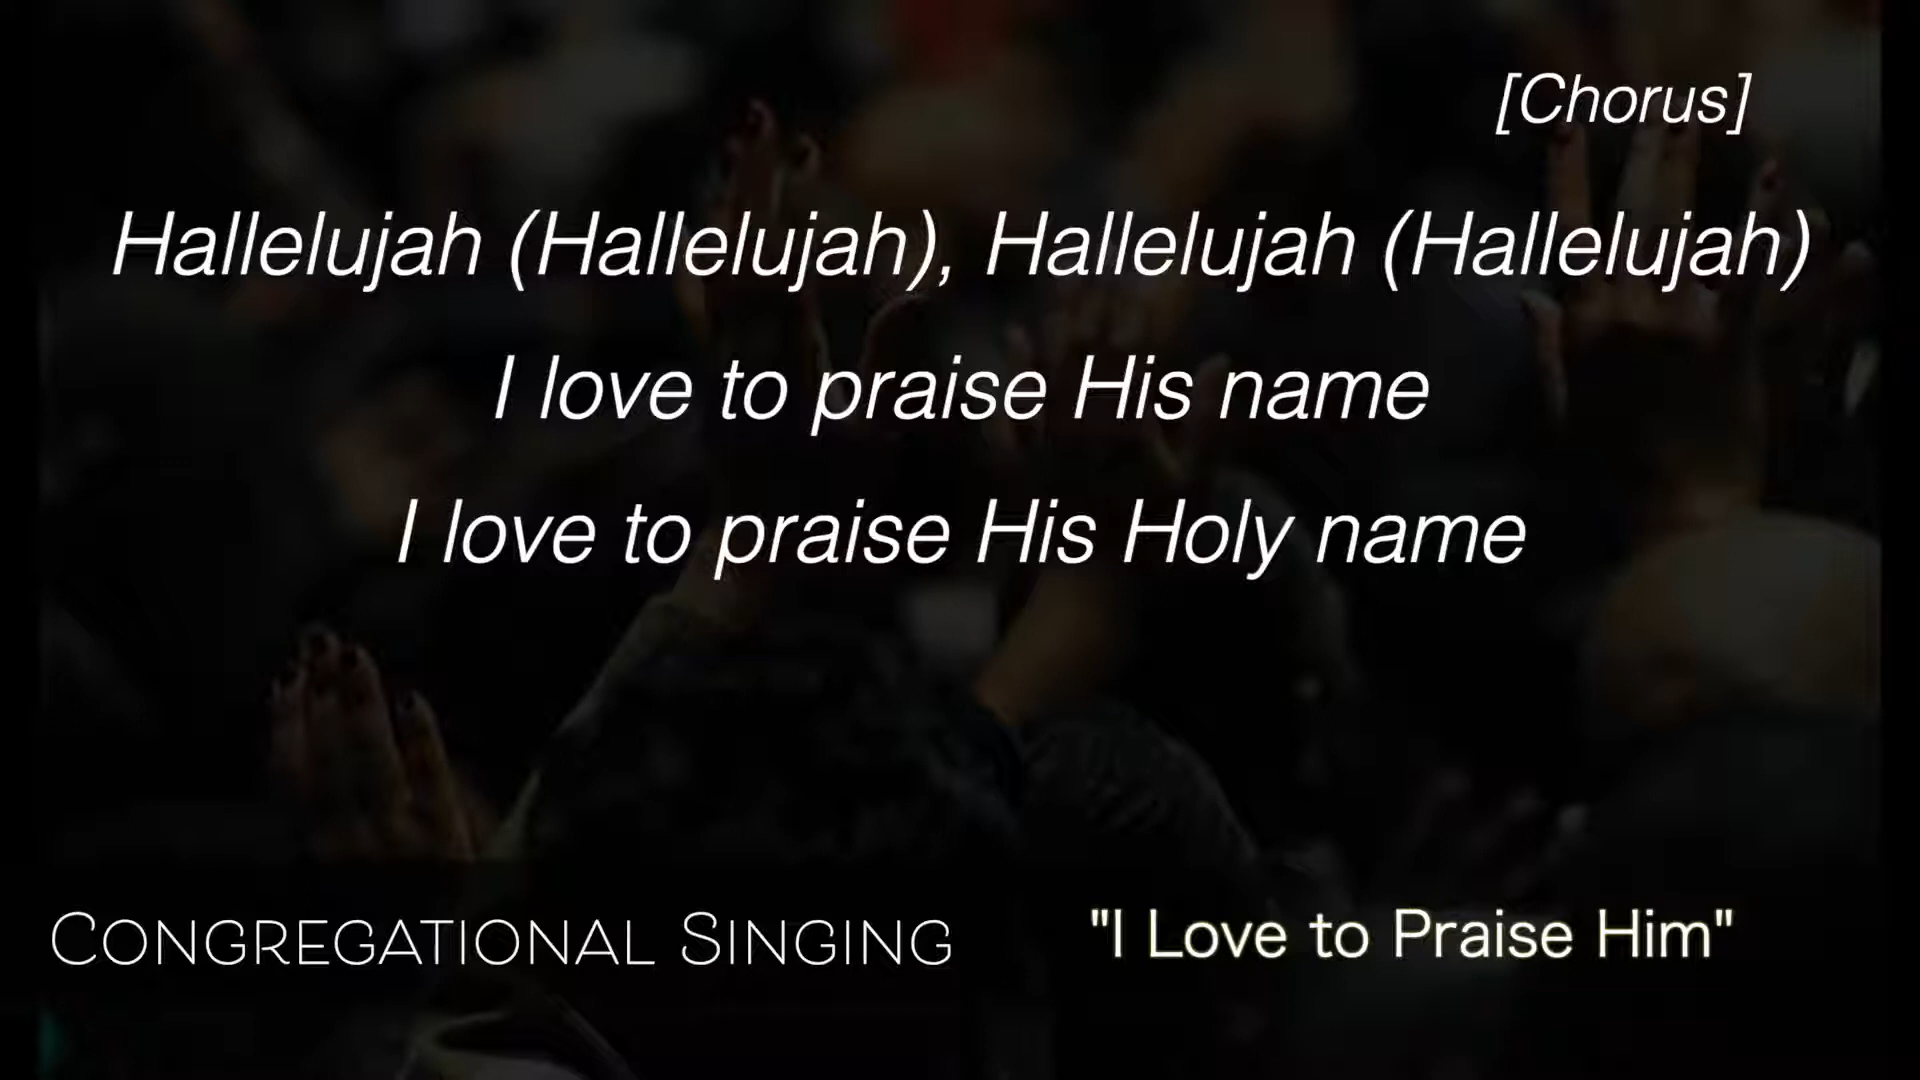 [Chorus]
Hallelujah (Hallelujah), Hallelujah (Hallelujah)
I love to praise His name
I love to praise His Holy name
Congregational Singing
"I Love to Praise Him"